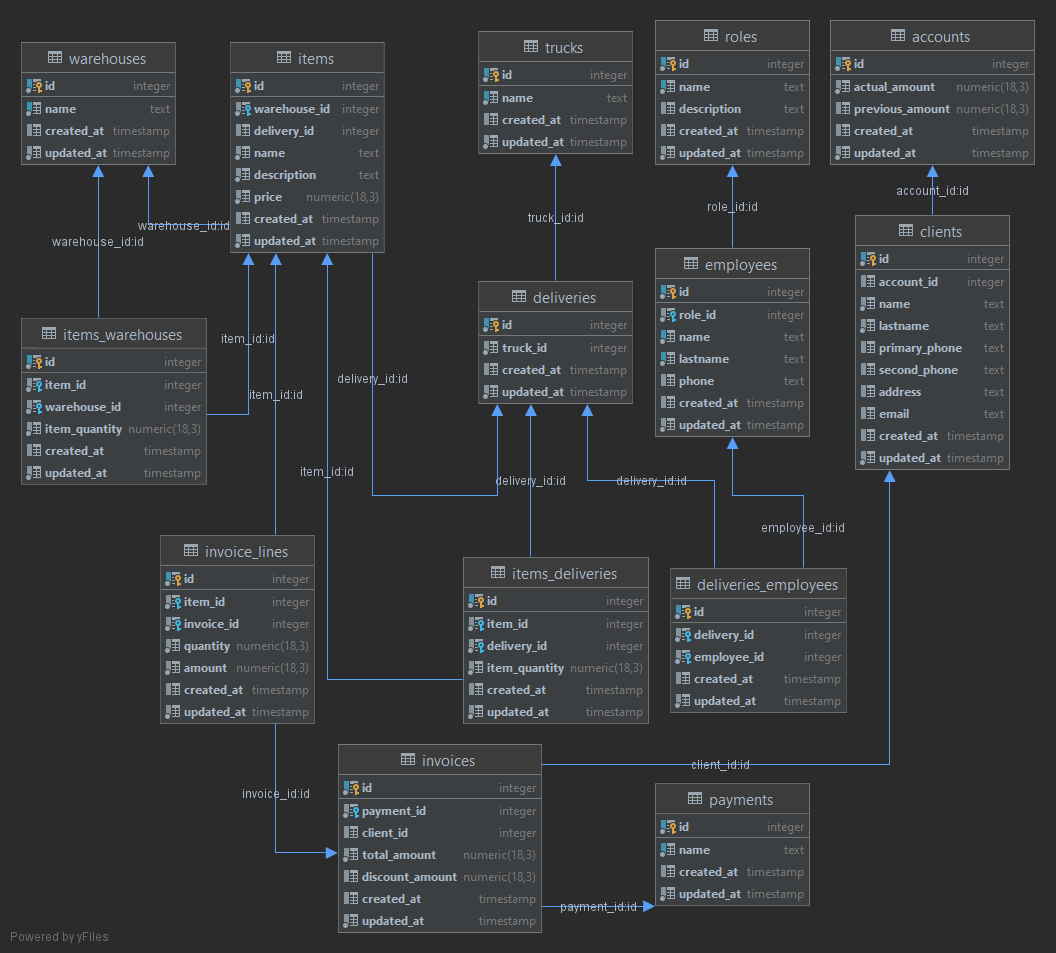 warehouses
id integer
name text
created_at timestamp
updated_at timestamp
items
id integer
warehouse_id integer
delivery_id integer
name text
description text
price numeric(18,3)
created_at timestamp
updated_at timestamp
trucks
id integer
name text
created_at timestamp
updated_at timestamp
roles
id integer
name text
description text
created_at timestamp
updated_at timestamp
accounts
id integer
actual_amount numeric(18,3)
previous_amount numeric(18,3)
created_at timestamp
updated_at timestamp
account_id:id
role_id:id
truck_id:id
warehouse_id:id
warehouse_id:id
clients
id integer
account_id integer
name text
lastname text
primary_phone text
second_phone text
address text
email text
created_at timestamp
updated_at timestamp
employees
id integer
role_id integer
name text
lastname text
phone text
created_at timestamp
updated_at timestamp
deliveries
id integer
truck_id integer
created_at timestamp
updated_at timestamp
items_warehouses
id integer
item_id integer
warehouse_id integer
item_quantity numeric(18,3)
created_at timestamp
updated_at timestamp
item_id:id
delivery_id:id
item_id:id
item_id:id
delivery_id:id
delivery_id:id
employee_id:id
invoice_lines
id integer
item_id integer
invoice_id integer
quantity numeric(18,3)
amount numeric(18,3)
created_at timestamp
updated_at timestamp
items_deliveries
id integer
item_id integer
delivery_id integer
item_quantity numeric(18,3)
created_at timestamp
updated_at timestamp
deliveries_employees
id integer
delivery_id integer
employee_id integer
created_at timestamp
updated_at timestamp
invoices
id integer
payment_id integer
client_id integer
total_amount numeric(18,3)
discount_amount numeric(18,3)
created_at timestamp
updated_at timestamp
client_id:id
invoice_id:id
payments
id integer
name text
created_at timestamp
updated_at timestamp
payment_id:id
Powered by yFiles